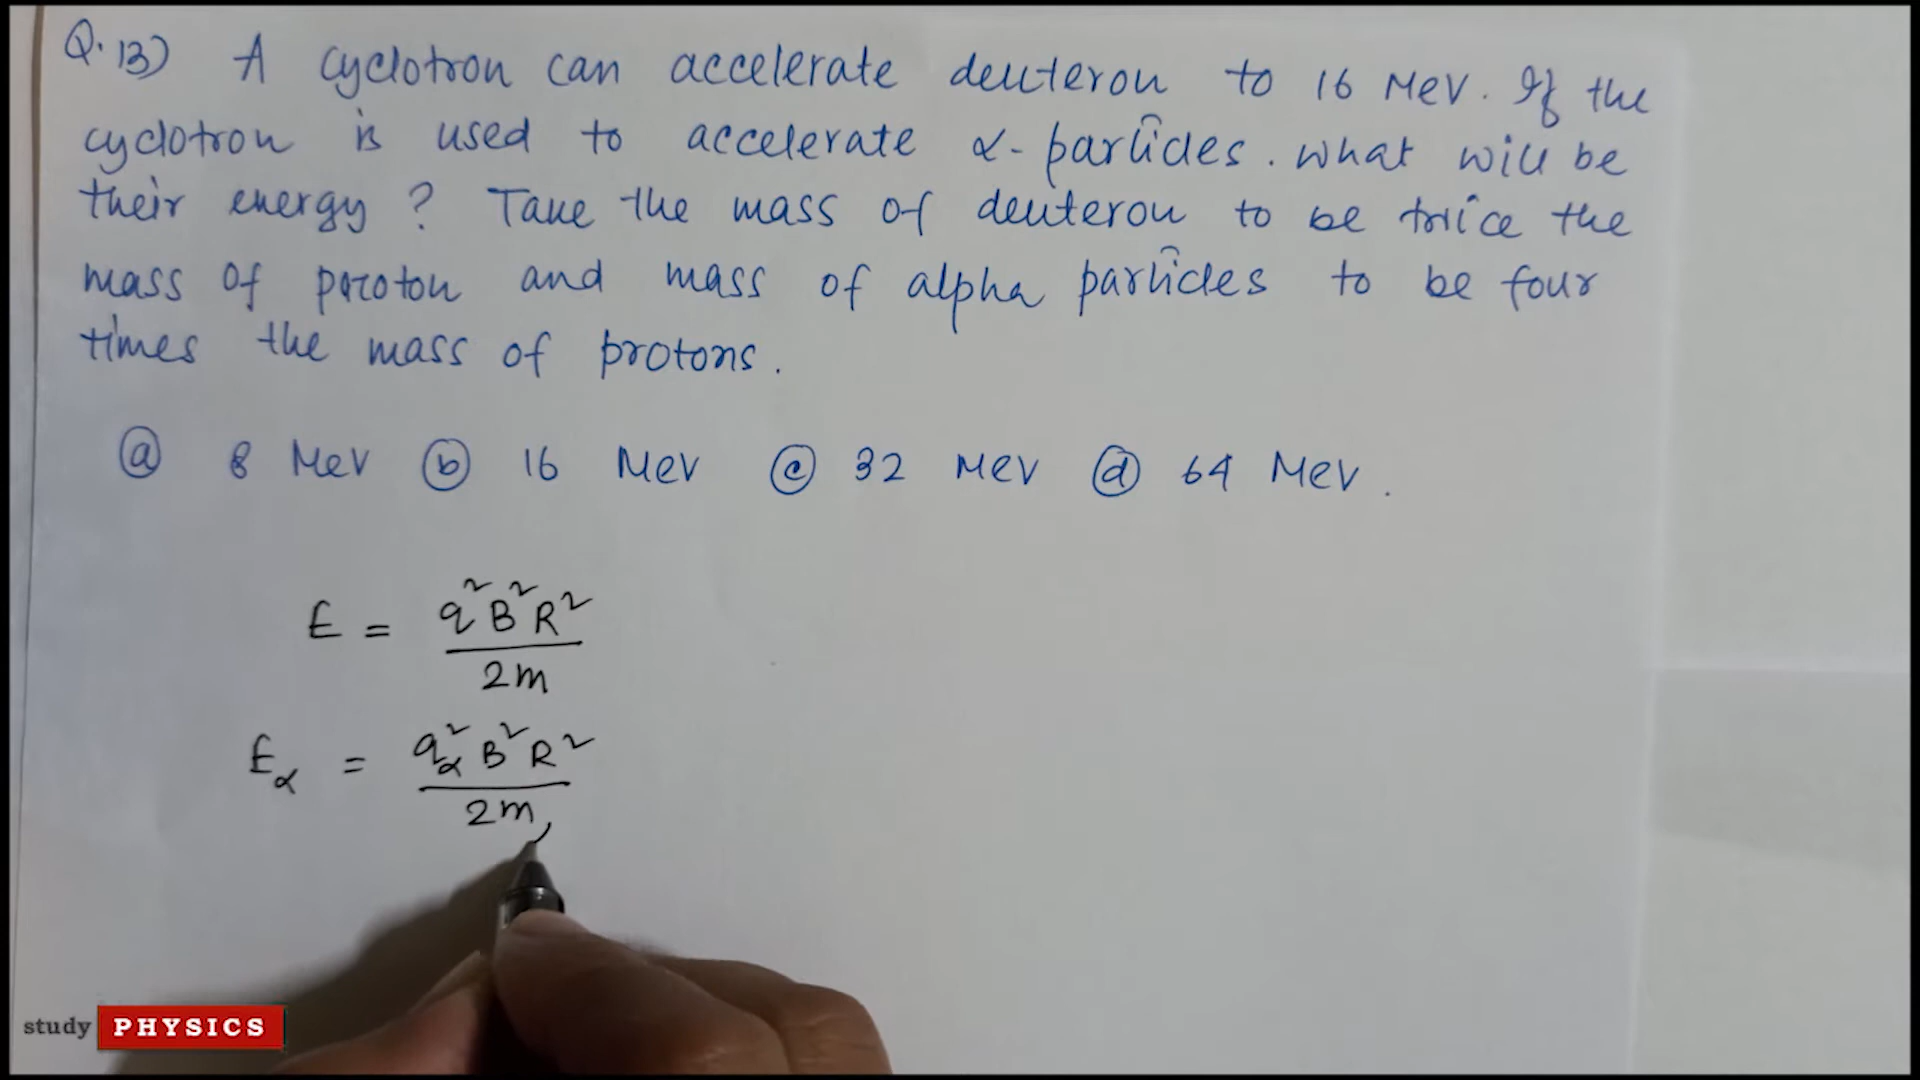 Q.13) A cyclotron can accelerate deuteron to 16 MeV. If the
cyclotron is used to accelerate α-particles. what will be
their energy ? Take the mass of deuteron to be twice the
mass of proton and mass of alpha particles to be four
times the mass of protons.
(a) 8 MeV (b) 16 MeV (c) 32 MeV (d) 64 MeV.
E = q²B²R² / 2m
Eα = qα²B²R² / 2m
study PHYSICS